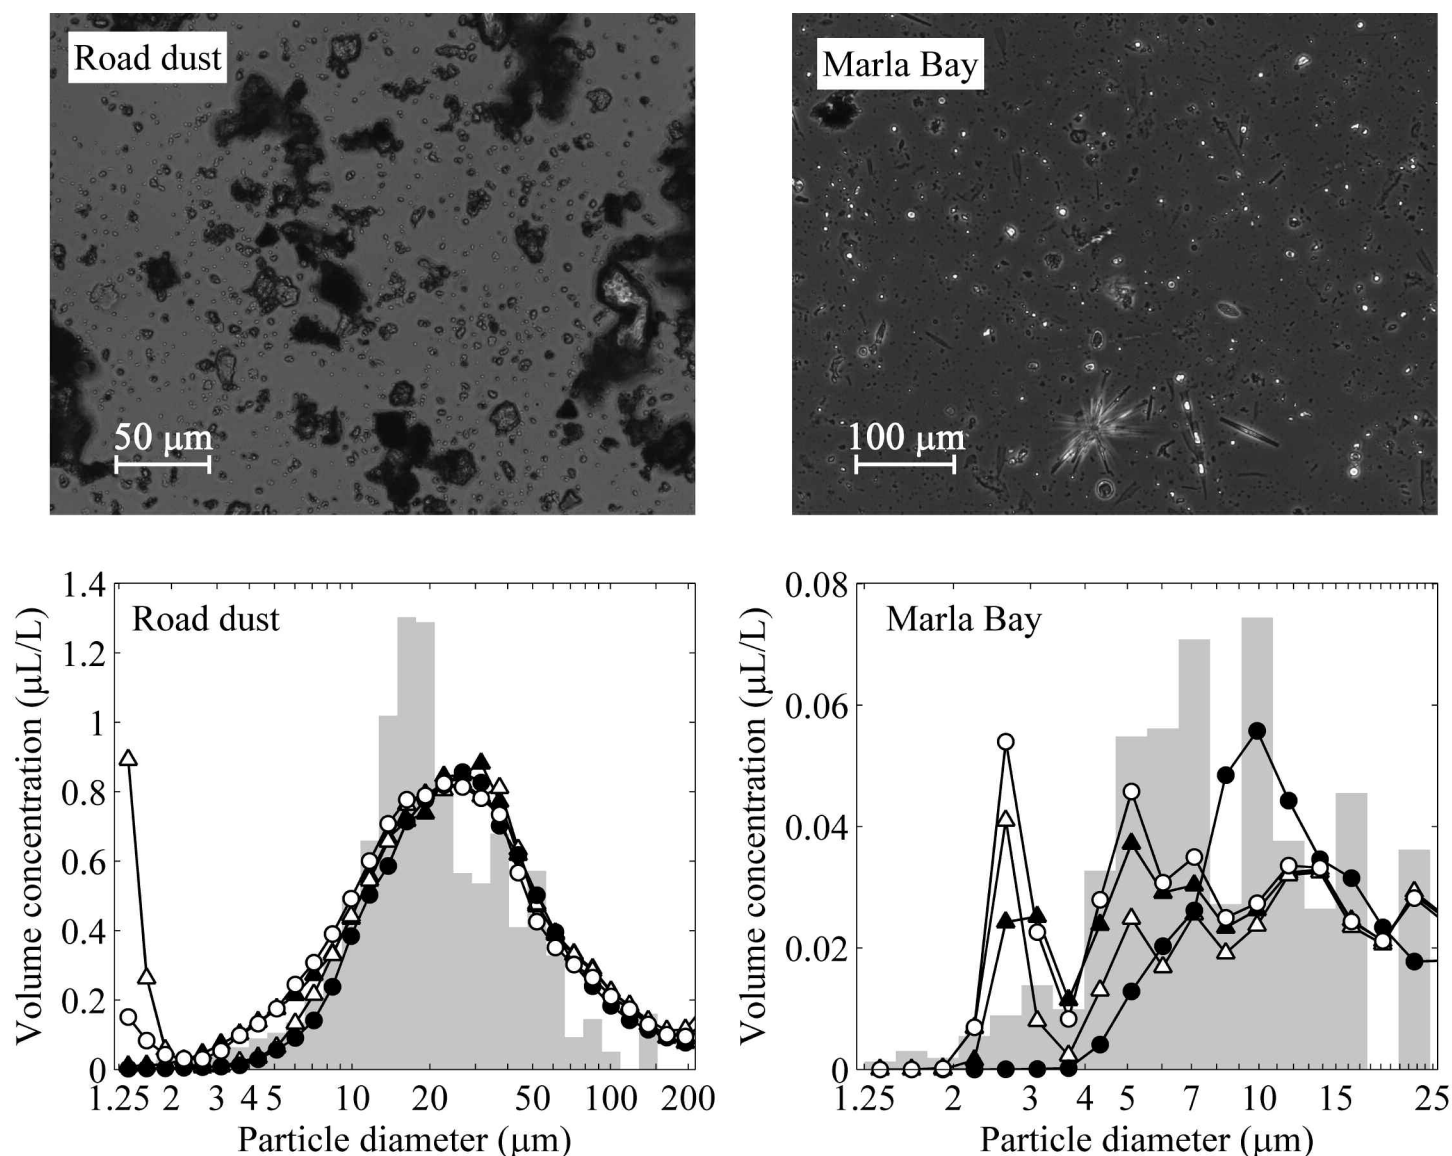 Road dust
50 μm
Marla Bay
100 μm
Volume concentration (μL/L)
1.4
1.2
1
0.8
0.6
0.4
0.2
0
Road dust
1.25 2 3 4 5 10 20 50 100 200
Particle diameter (μm)
Volume concentration (μL/L)
0.08
0.06
0.04
0.02
0
Marla Bay
1.25 2 3 4 5 7 10 15 25
Particle diameter (μm)